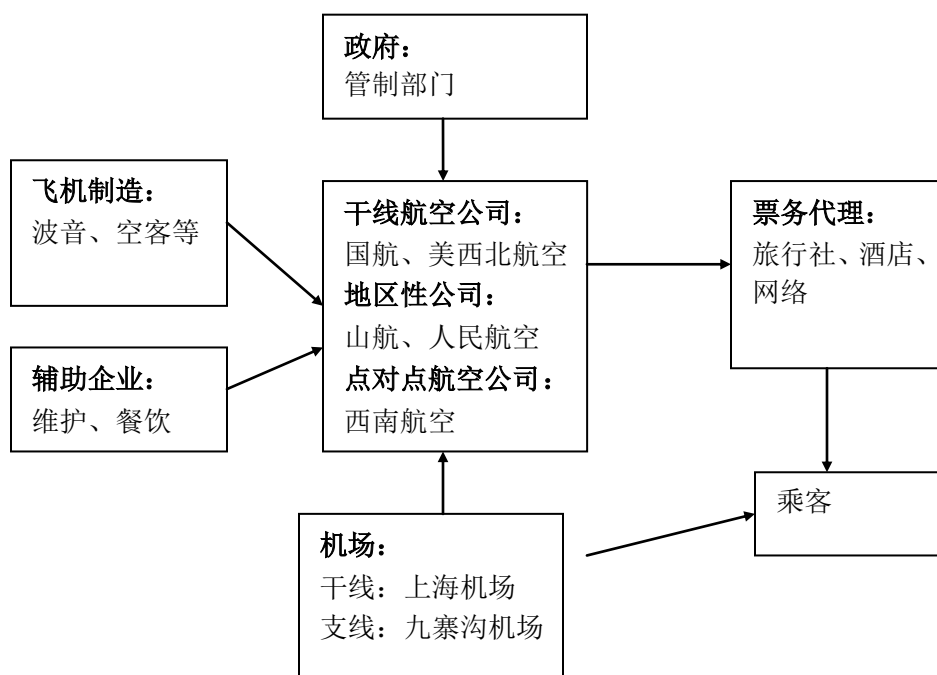 政府：
管制部门
飞机制造：
波音、空客等
干线航空公司：
国航、美西北航空
地区性公司：
山航、人民航空
点对点航空公司：
西南航空
票务代理：
旅行社、酒店、
网络
辅助企业：
维护、餐饮
乘客
机场：
干线：上海机场
支线：九寨沟机场